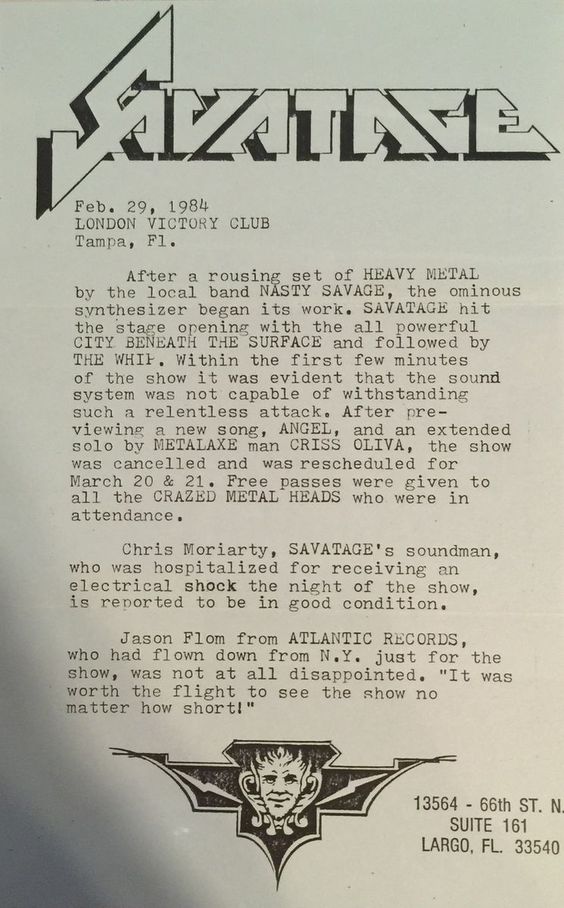 SAVATAGE
Feb. 29, 1984
LONDON VICTORY CLUB
Tampa, Fl.
After a rousing set of HEAVY METAL
by the local band NASTY SAVAGE, the ominous
synthesizer began its work. SAVATAGE hit
the stage opening with the all powerful
CITY BENEATH THE SURFACE and followed by
THE WHIP. Within the first few minutes
of the show it was evident that the sound
system was not capable of withstanding
such a relentless attack. After pre-
viewing a new song, ANGEL, and an extended
solo by METALAXE man CRISS OLIVA, the show
was cancelled and was rescheduled for
March 20 & 21. Free passes were given to
all the CRAZED METAL HEADS who were in
attendance.
Chris Moriarty, SAVATAGE's soundman,
who was hospitalized for receiving an
electrical shock the night of the show,
is reported to be in good condition.
Jason Flom from ATLANTIC RECORDS,
who had flown down from N.Y. just for the
show, was not at all disappointed. "It was
worth the flight to see the show no
matter how short!"
13564 - 66th ST. N.
SUITE 161
LARGO, FL. 33540